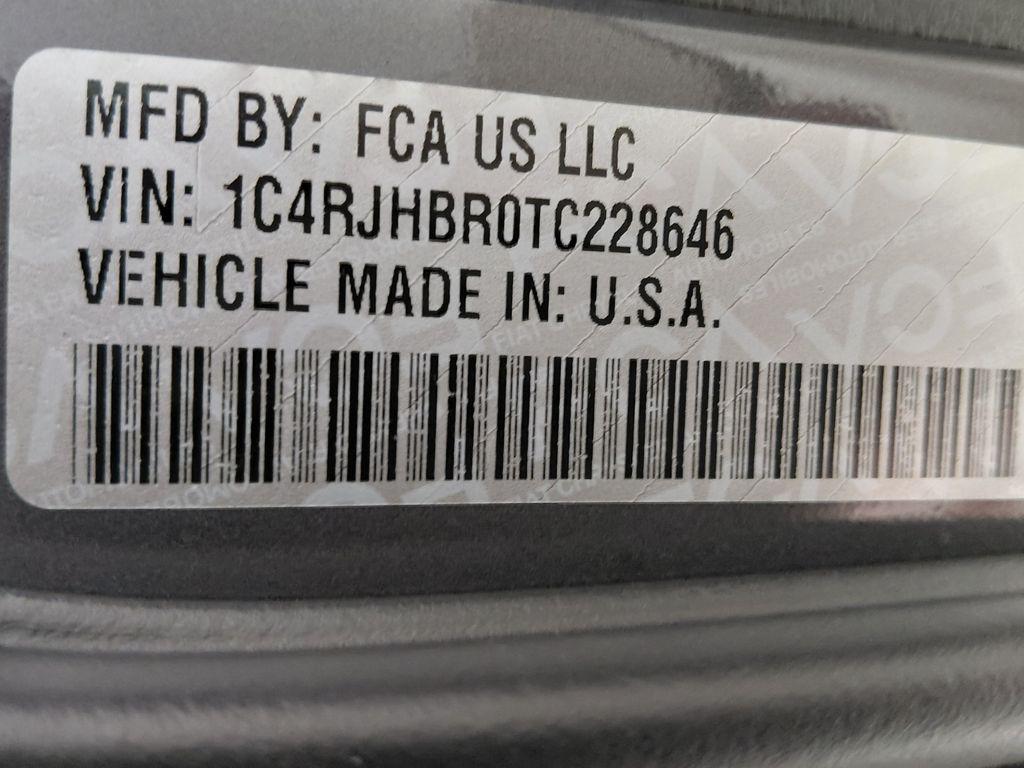 MFD BY: FCA US LLC
VIN: 1C4RJHBR0TC228646
VEHICLE MADE IN: U.S.A.